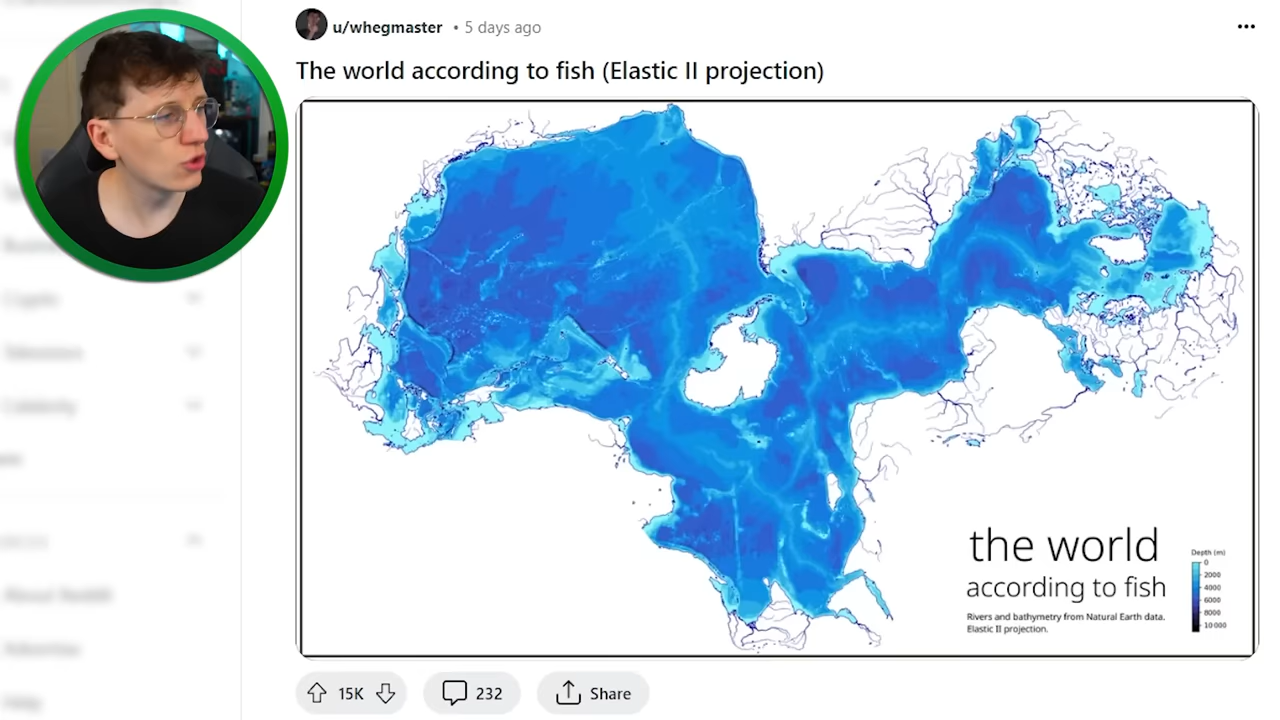 u/whegmaster • 5 days ago
The world according to fish (Elastic II projection)
the world
according to fish
Rivers and bathymetry from Natural Earth data.
Elastic II projection.
Depth (m)
0
2000
4000
6000
8000
10 000
15K
232
Share